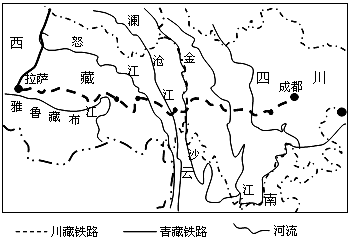 西 怒 澜 沧 江 金 四 川
拉萨 藏 江 成都
雅 鲁 藏 布 江
沙 云 江 南
川藏铁路 青藏铁路 河流